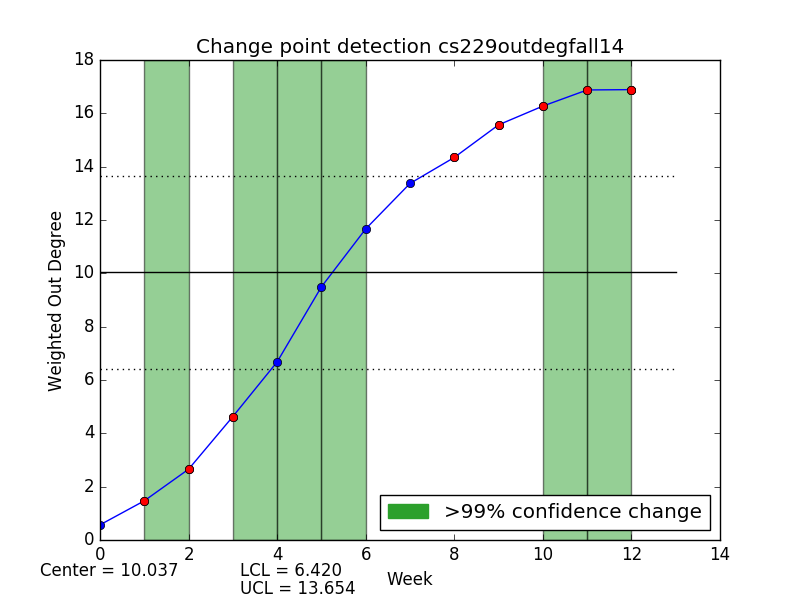 Change point detection cs229outdegfall14
18
16
14
12
10
8
6
4
2
0
Weighted Out Degree
>99% confidence change
0 2 4 6 8 10 12 14
Week
Center = 10.037
LCL = 6.420
UCL = 13.654